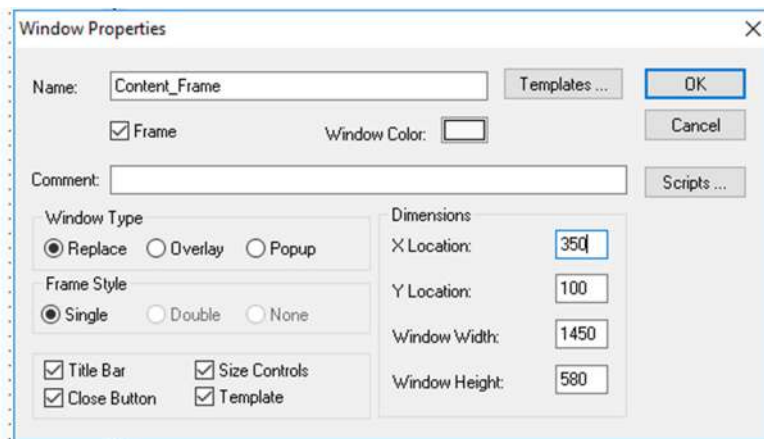 Window Properties
Name: Content_Frame Templates ... OK
Frame Window Color: Cancel
Comment: Scripts ...
Window Type Dimensions
Replace Overlay Popup X Location: 350
Frame Style Y Location: 100
Single Double None
Window Width: 1450
Title Bar Size Controls
Close Button Template Window Height: 580